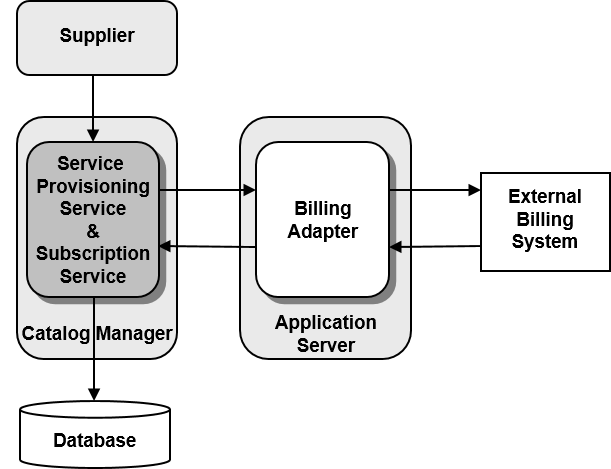 Supplier
Service
Provisioning
Service
&
Subscription
Service
Catalog Manager
Billing
Adapter
Application
Server
External
Billing
System
Database